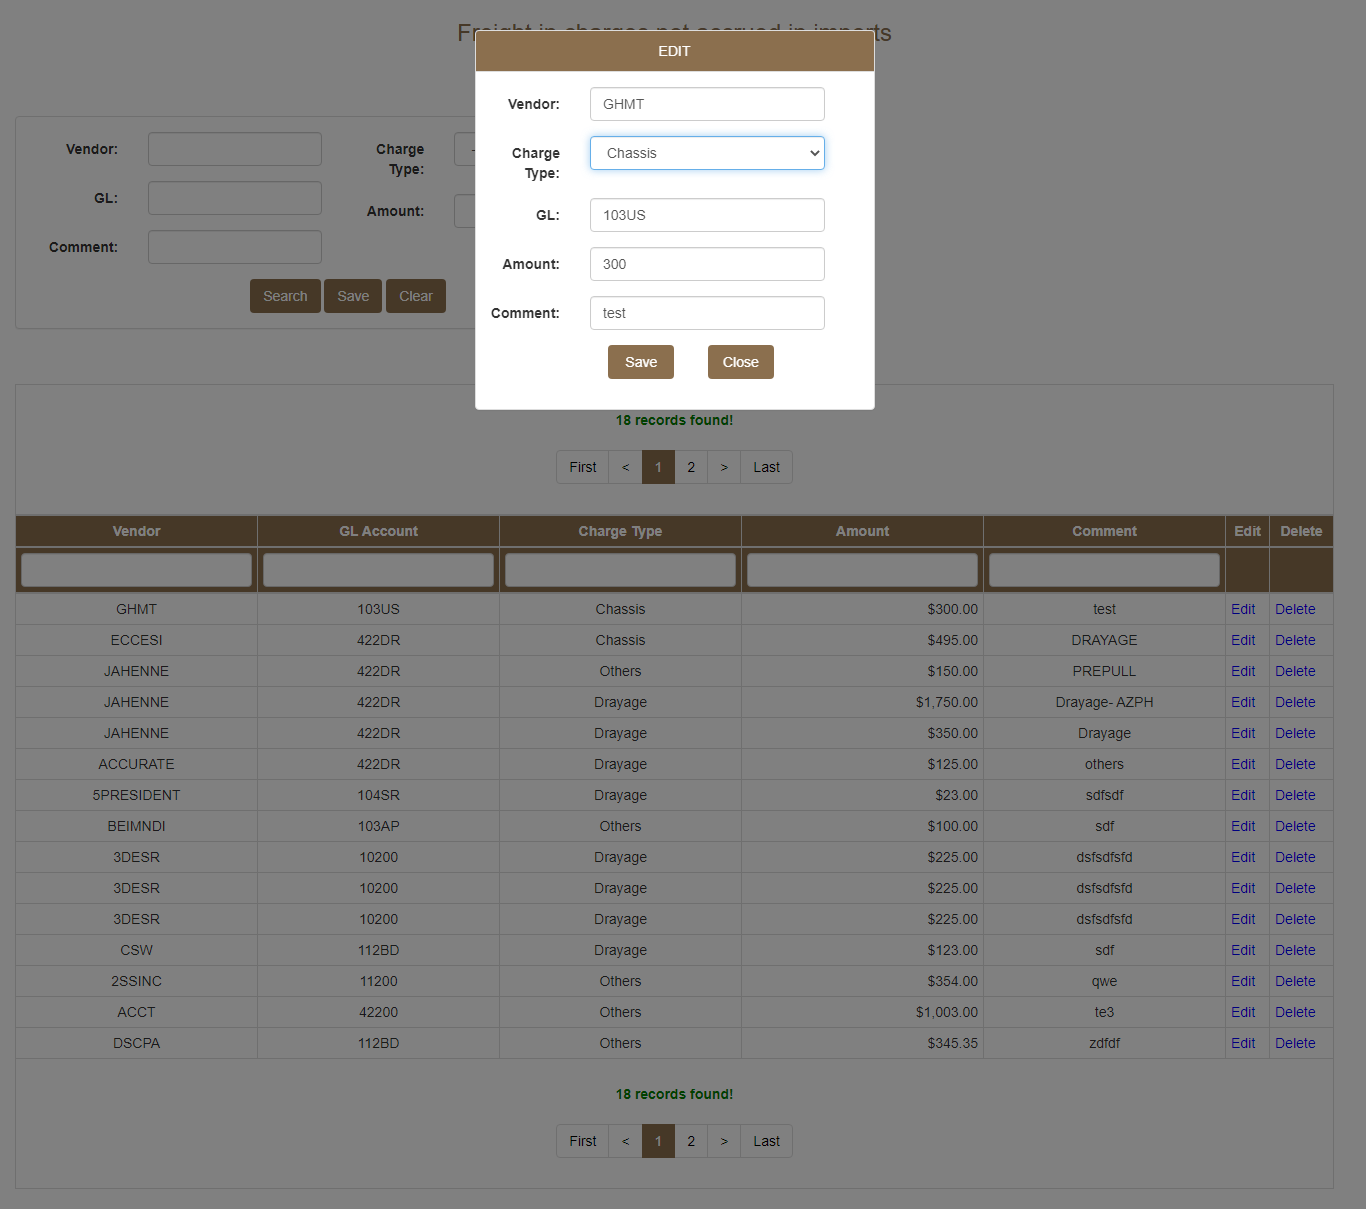 Freight in charges not accrued in imports
EDIT
Vendor: GHMT
Charge Type: Chassis
GL: 103US
Amount: 300
Comment: test
Save Close
Vendor:
Charge Type: -
GL:
Amount:
Comment:
Search Save Clear
18 records found!
First < 1 2 > Last
Vendor GL Account Charge Type Amount Comment Edit Delete
GHMT 103US Chassis $300.00 test Edit Delete
ECCESI 422DR Chassis $495.00 DRAYAGE Edit Delete
JAHENNE 422DR Others $150.00 PREPULL Edit Delete
JAHENNE 422DR Drayage $1,750.00 Drayage- AZPH Edit Delete
JAHENNE 422DR Drayage $350.00 Drayage Edit Delete
ACCURATE 422DR Drayage $125.00 others Edit Delete
5PRESIDENT 104SR Drayage $23.00 sdfsdf Edit Delete
BEIMNDI 103AP Others $100.00 sdf Edit Delete
3DESR 10200 Drayage $225.00 dsfsdfsfd Edit Delete
3DESR 10200 Drayage $225.00 dsfsdfsfd Edit Delete
3DESR 10200 Drayage $225.00 dsfsdfsfd Edit Delete
CSW 112BD Drayage $123.00 sdf Edit Delete
2SSINC 11200 Others $354.00 qwe Edit Delete
ACCT 42200 Others $1,003.00 te3 Edit Delete
DSCPA 112BD Others $345.35 zdfdf Edit Delete
18 records found!
First < 1 2 > Last